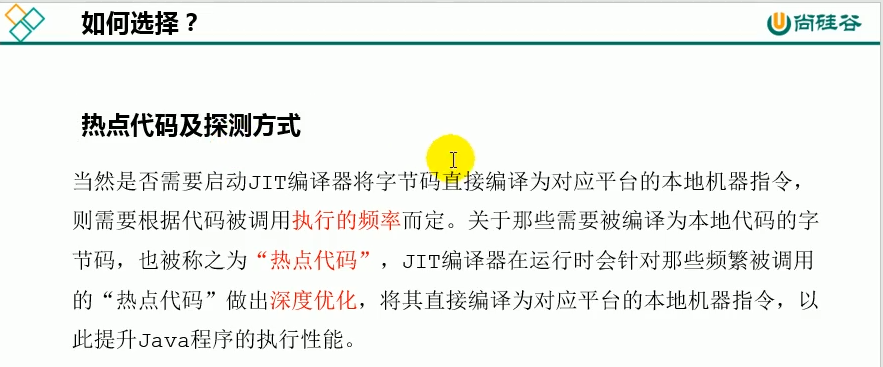 如何选择？
尚硅谷
热点代码及探测方式
当然是否需要启动JIT编译器将字节码直接编译为对应平台的本地机器指令，
则需要根据代码被调用执行的频率而定。关于那些需要被编译为本地代码的字
节码，也被称之为“热点代码”，JIT编译器在运行时会针对那些频繁被调用
的“热点代码”做出深度优化，将其直接编译为对应平台的本地机器指令，以
此提升Java程序的执行性能。